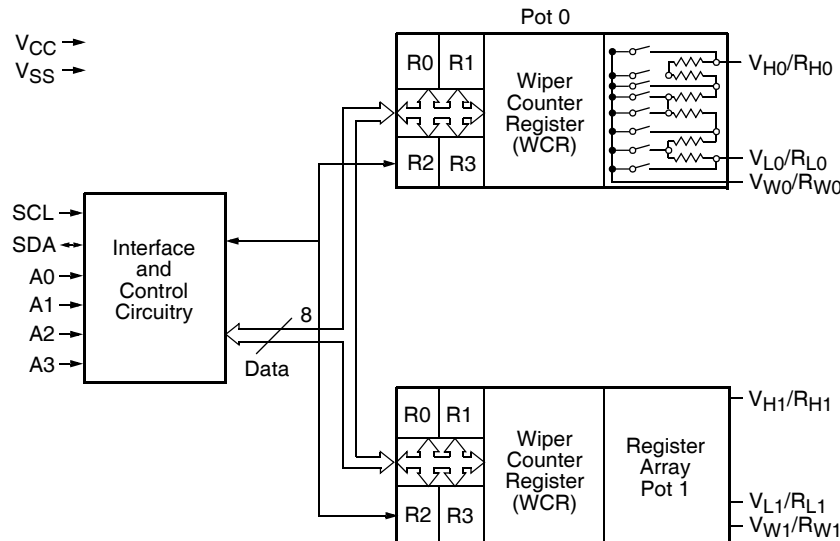 Pot 0
VCC
VSS
R0 R1
R2 R3
Wiper
Counter
Register
(WCR)
VH0/RH0
VL0/RL0
VW0/RW0
SCL
SDA
A0
A1
A2
A3
Interface
and
Control
Circuitry
8
Data
R0 R1
R2 R3
Wiper
Counter
Register
(WCR)
Register
Array
Pot 1
VH1/RH1
VL1/RL1
VW1/RW1